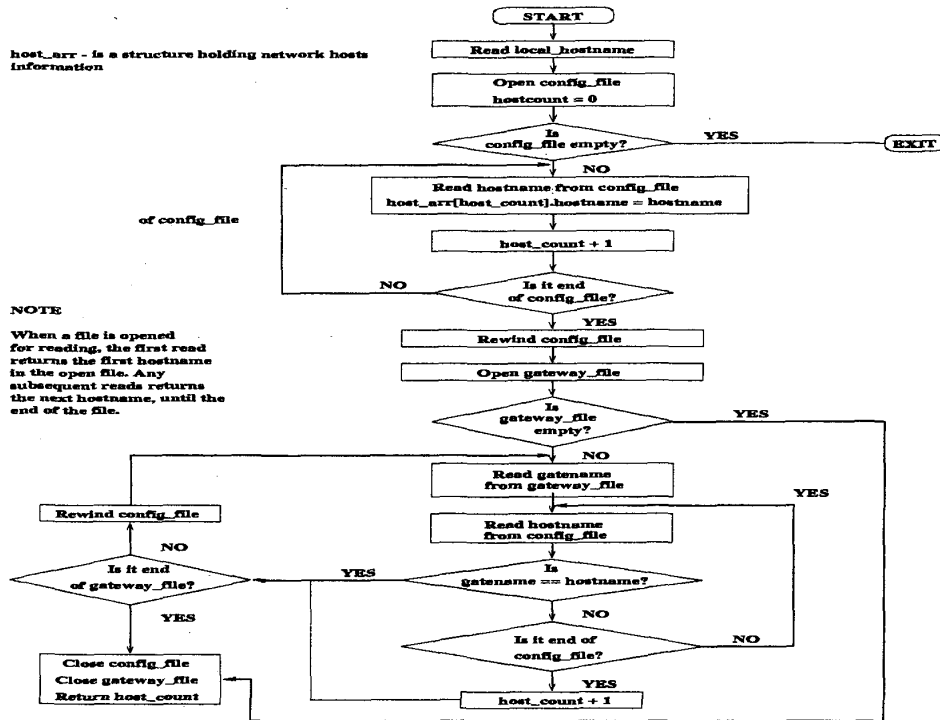 START
host_arr - is a structure holding network hosts
information
Read local_hostname
Open config_file
hostcount = 0
Is
config_file empty?
YES
EXIT
NO
Read hostname from config_file
host_arr[host_count].hostname = hostname
of config_file
host_count + 1
NO
Is it end
of config_file?
YES
NOTE
When a file is opened
for reading, the first read
returns the first hostname
in the open file. Any
subsequent reads returns
the next hostname, until the
end of the file.
Rewind config_file
Open gateway_file
Is
gateway_file
empty?
YES
NO
Read gatename
from gateway_file
YES
Rewind config_file
Read hostname
from config_file
NO
Is it end
of gateway_file?
YES
Is
gatename == hostname?
YES
NO
Is it end of
config_file?
NO
Close config_file
Close gateway_file
Return host_count
YES
host_count + 1